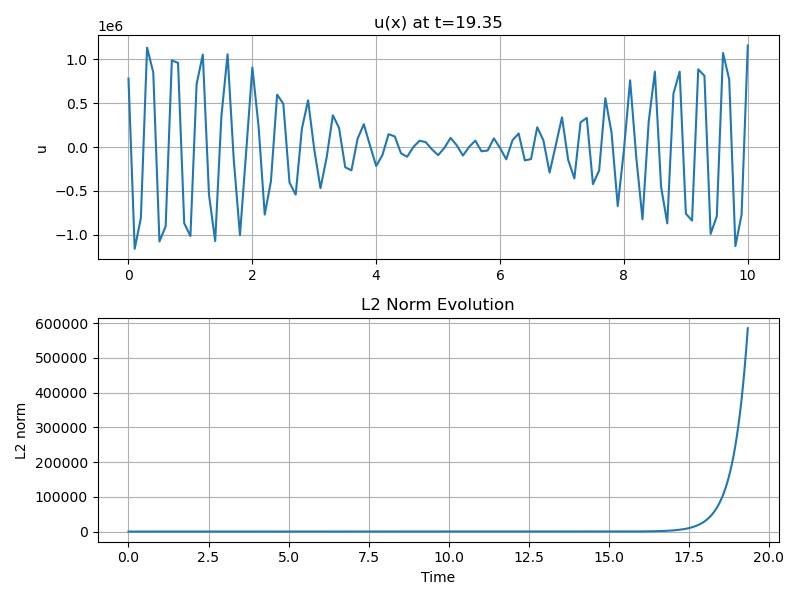 u(x) at t=19.35
1e6
1.0
0.5
0.0
−0.5
−1.0
u
0 2 4 6 8 10
L2 Norm Evolution
600000
500000
400000
300000
200000
100000
0
L2 norm
0.0 2.5 5.0 7.5 10.0 12.5 15.0 17.5 20.0
Time